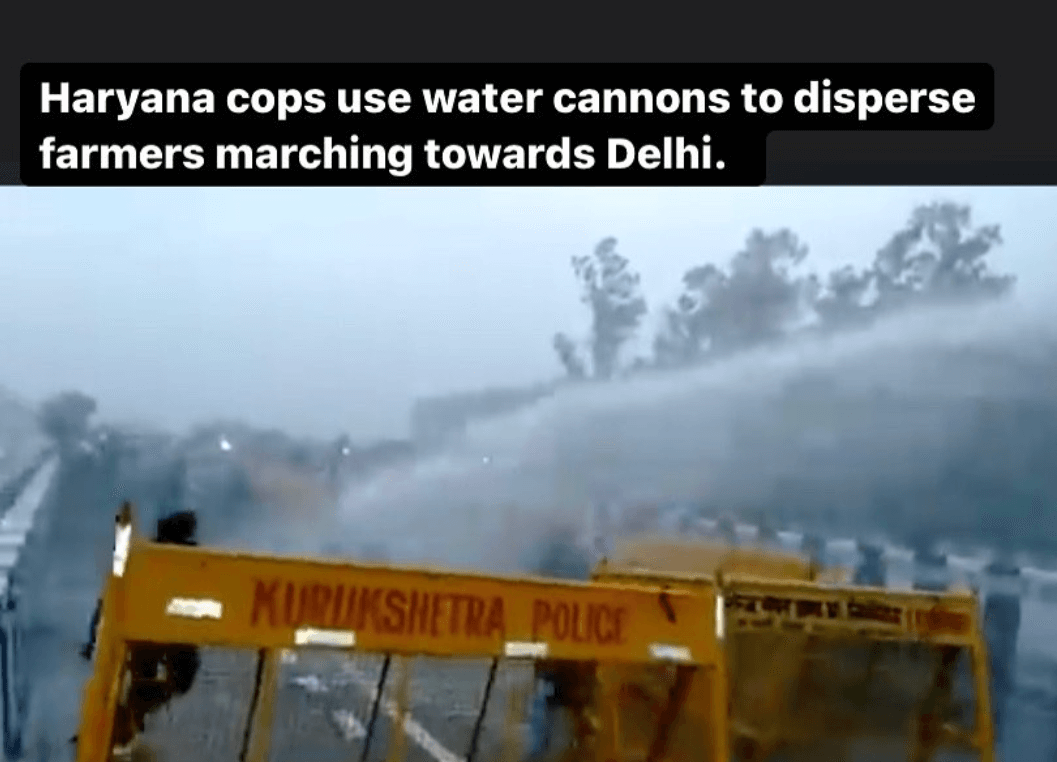 Haryana cops use water cannons to disperse
farmers marching towards Delhi.
KURUKSHETRA POLICE